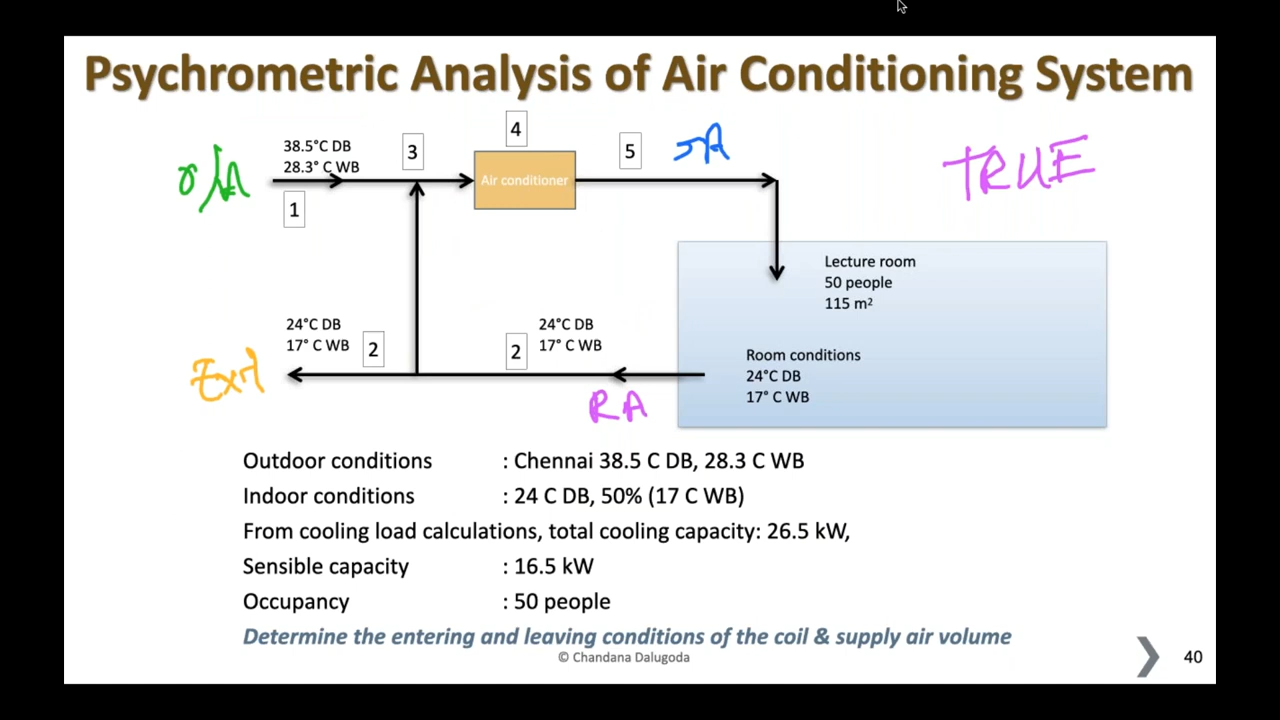 Psychrometric Analysis of Air Conditioning System
4
38.5°C DB
28.3° C WB
3
5
SA
TRUE
O/A
Air conditioner
1
Lecture room
50 people
115 m²
24°C DB
17° C WB
2
2
24°C DB
17° C WB
Room conditions
24°C DB
17° C WB
RA
Outdoor conditions : Chennai 38.5 C DB, 28.3 C WB
Indoor conditions : 24 C DB, 50% (17 C WB)
From cooling load calculations, total cooling capacity: 26.5 kW,
Sensible capacity : 16.5 kW
Occupancy : 50 people
Determine the entering and leaving conditions of the coil & supply air volume
© Chandana Dalugoda
40